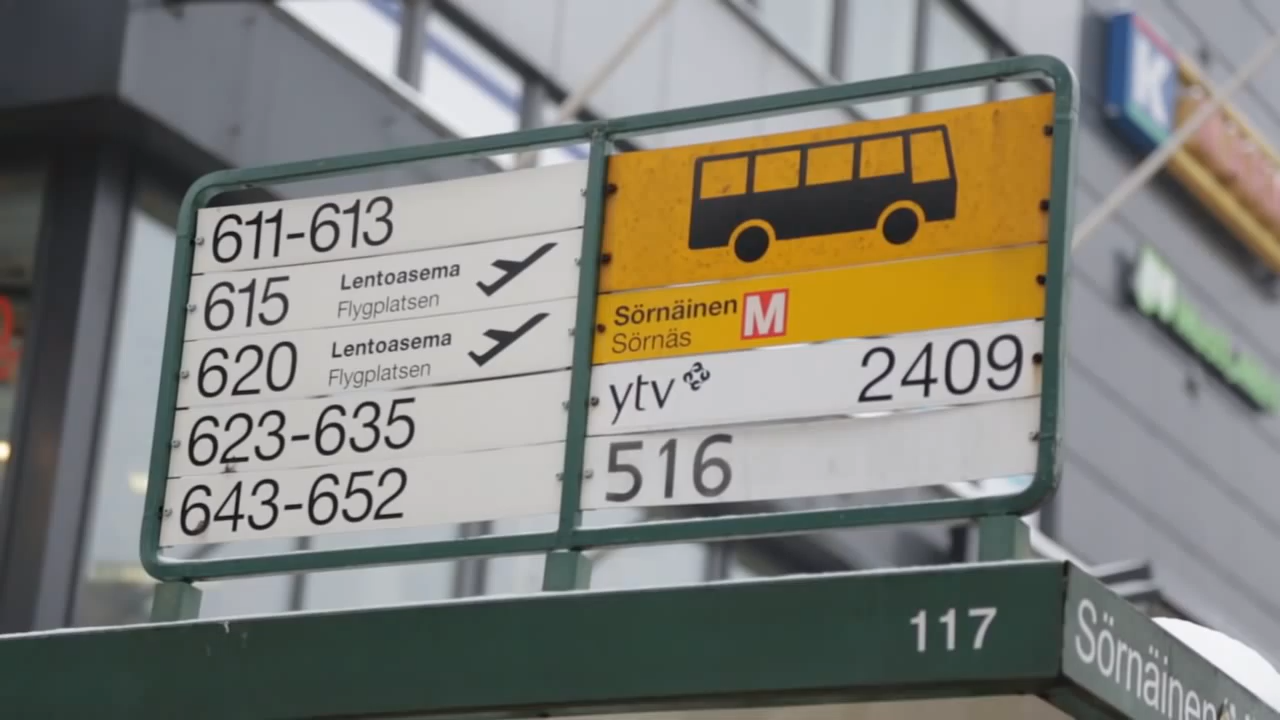 611-613
615 Lentoasema
Flygplatsen
620 Lentoasema
Flygplatsen
623-635
643-652
Sörnäinen M
Sörnäs
ytv 2409
516
117
Sörnäinen
K